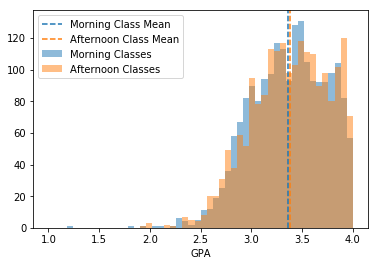 Morning Class Mean
Afternoon Class Mean
Morning Classes
Afternoon Classes
120
100
80
60
40
20
0
1.0 1.5 2.0 2.5 3.0 3.5 4.0
GPA